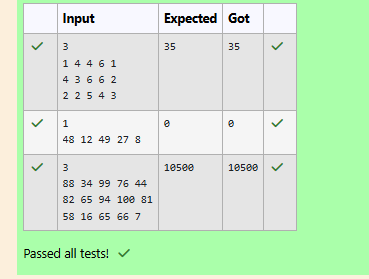 Input Expected Got
3 35 35
1 4 4 6 1
4 3 6 6 2
2 2 5 4 3
1 0 0
48 12 49 27 8
3 10500 10500
88 34 99 76 44
82 65 94 100 81
58 16 65 66 7
Passed all tests!